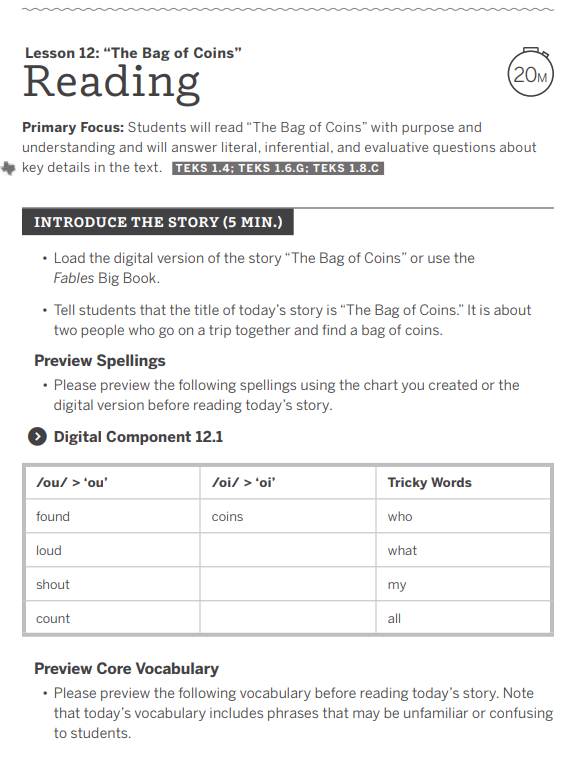 Lesson 12: “The Bag of Coins”
Reading
20M
Primary Focus: Students will read “The Bag of Coins” with purpose and
understanding and will answer literal, inferential, and evaluative questions about
key details in the text. TEKS 1.4; TEKS 1.6.G; TEKS 1.8.C
INTRODUCE THE STORY (5 MIN.)
• Load the digital version of the story “The Bag of Coins” or use the
Fables Big Book.
• Tell students that the title of today’s story is “The Bag of Coins.” It is about
two people who go on a trip together and find a bag of coins.
Preview Spellings
• Please preview the following spellings using the chart you created or the
digital version before reading today’s story.
Digital Component 12.1
/ou/ > ‘ou’ /oi/ > ‘oi’ Tricky Words
found coins who
loud what
shout my
count all
Preview Core Vocabulary
• Please preview the following vocabulary before reading today’s story. Note
that today’s vocabulary includes phrases that may be unfamiliar or confusing
to students.